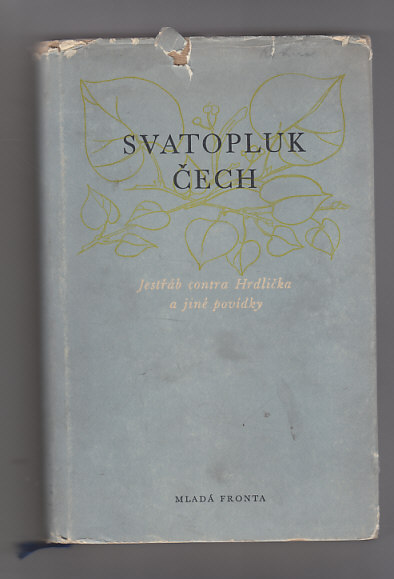 SVATOPLUK
ČECH
Jestřáb contra Hrdlička
a jiné povídky
MLADÁ FRONTA